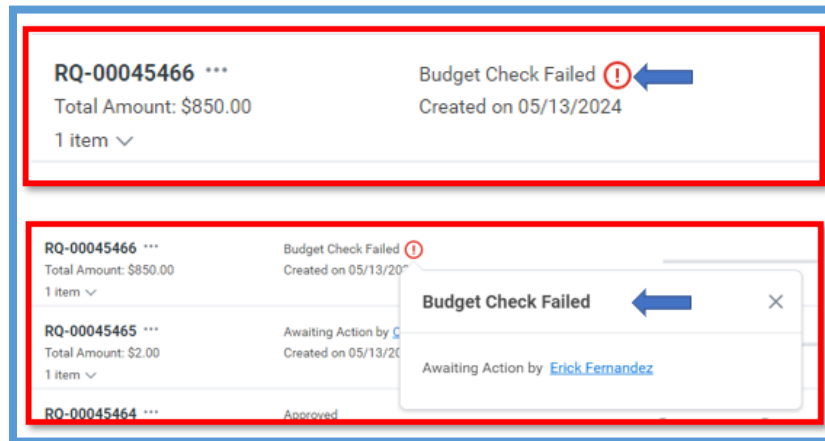 RQ-00045466 ···
Budget Check Failed
Total Amount: $850.00
Created on 05/13/2024
1 item
RQ-00045466 ···
Budget Check Failed
Total Amount: $850.00
Created on 05/13/20
1 item
Budget Check Failed
RQ-00045465 ···
Awaiting Action by
Total Amount: $2.00
Created on 05/13/20
1 item
Awaiting Action by Erick Fernandez
RQ-00045464 ···
Approved